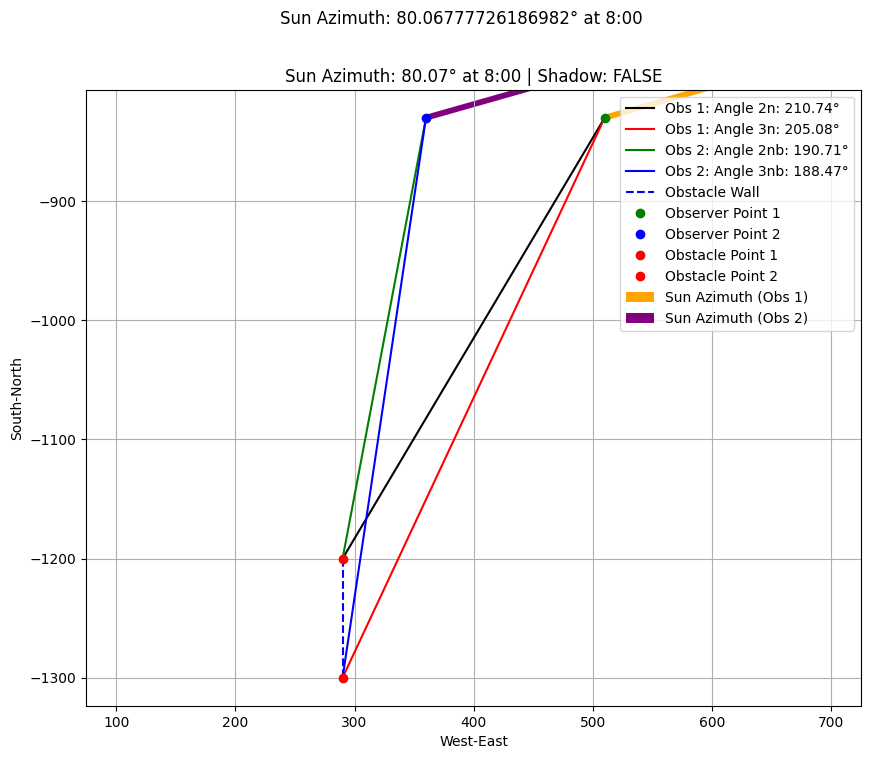 Sun Azimuth: 80.06777726186982° at 8:00
Sun Azimuth: 80.07° at 8:00 | Shadow: FALSE
Obs 1: Angle 2n: 210.74°
Obs 1: Angle 3n: 205.08°
Obs 2: Angle 2nb: 190.71°
Obs 2: Angle 3nb: 188.47°
Obstacle Wall
Observer Point 1
Observer Point 2
Obstacle Point 1
Obstacle Point 2
Sun Azimuth (Obs 1)
Sun Azimuth (Obs 2)
South-North
−900
−1000
−1100
−1200
−1300
100
200
300
400
500
600
700
West-East